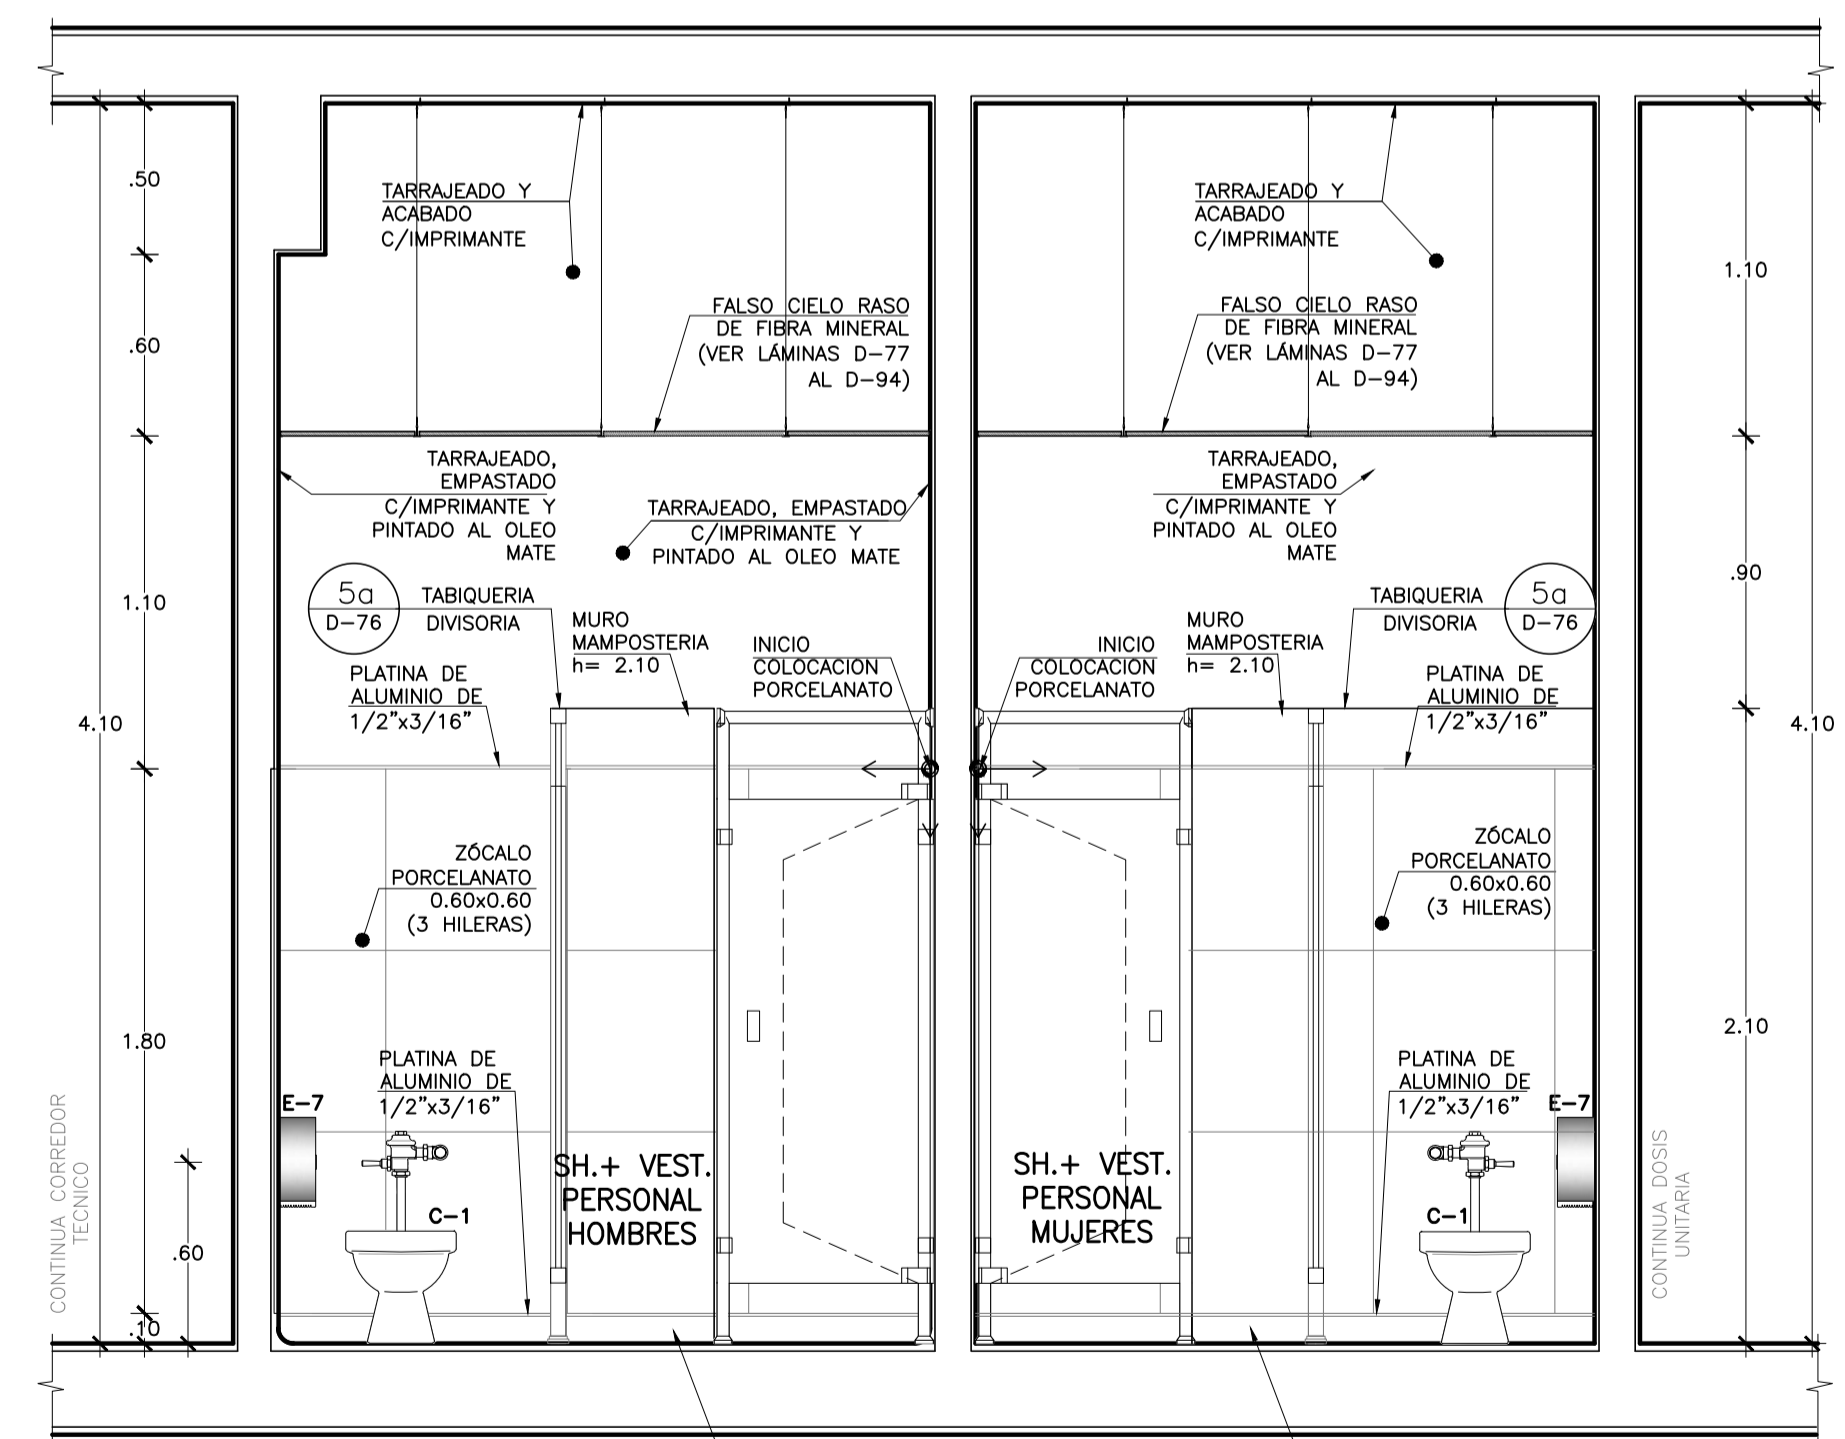 .50
TARRAJEADO Y
ACABADO
C/IMPRIMANTE
TARRAJEADO Y
ACABADO
C/IMPRIMANTE
1.10
.60
FALSO CIELO RASO
DE FIBRA MINERAL
(VER LÁMINAS D-77
AL D-94)
FALSO CIELO RASO
DE FIBRA MINERAL
(VER LÁMINAS D-77
AL D-94)
TARRAJEADO,
EMPASTADO
C/IMPRIMANTE Y
PINTADO AL OLEO
MATE
TARRAJEADO, EMPASTADO
C/IMPRIMANTE Y
PINTADO AL OLEO MATE
TARRAJEADO,
EMPASTADO
C/IMPRIMANTE Y
PINTADO AL OLEO
MATE
.90
1.10
5a
D-76
TABIQUERIA
DIVISORIA
MURO
MAMPOSTERIA
h= 2.10
INICIO
COLOCACION
PORCELANATO
INICIO
COLOCACION
PORCELANATO
MURO
MAMPOSTERIA
h= 2.10
TABIQUERIA
DIVISORIA
5a
D-76
PLATINA DE
ALUMINIO DE
1/2"x3/16"
PLATINA DE
ALUMINIO DE
1/2"x3/16"
4.10
4.10
ZÓCALO
PORCELANATO
0.60x0.60
(3 HILERAS)
ZÓCALO
PORCELANATO
0.60x0.60
(3 HILERAS)
1.80
2.10
PLATINA DE
ALUMINIO DE
1/2"x3/16"
PLATINA DE
ALUMINIO DE
1/2"x3/16"
E-7
E-7
CONTINUA CORREDOR
TECNICO
SH.+ VEST.
PERSONAL
HOMBRES
SH.+ VEST.
PERSONAL
MUJERES
CONTINUA DOSIS
UNITARIA
C-1
C-1
.60
.10